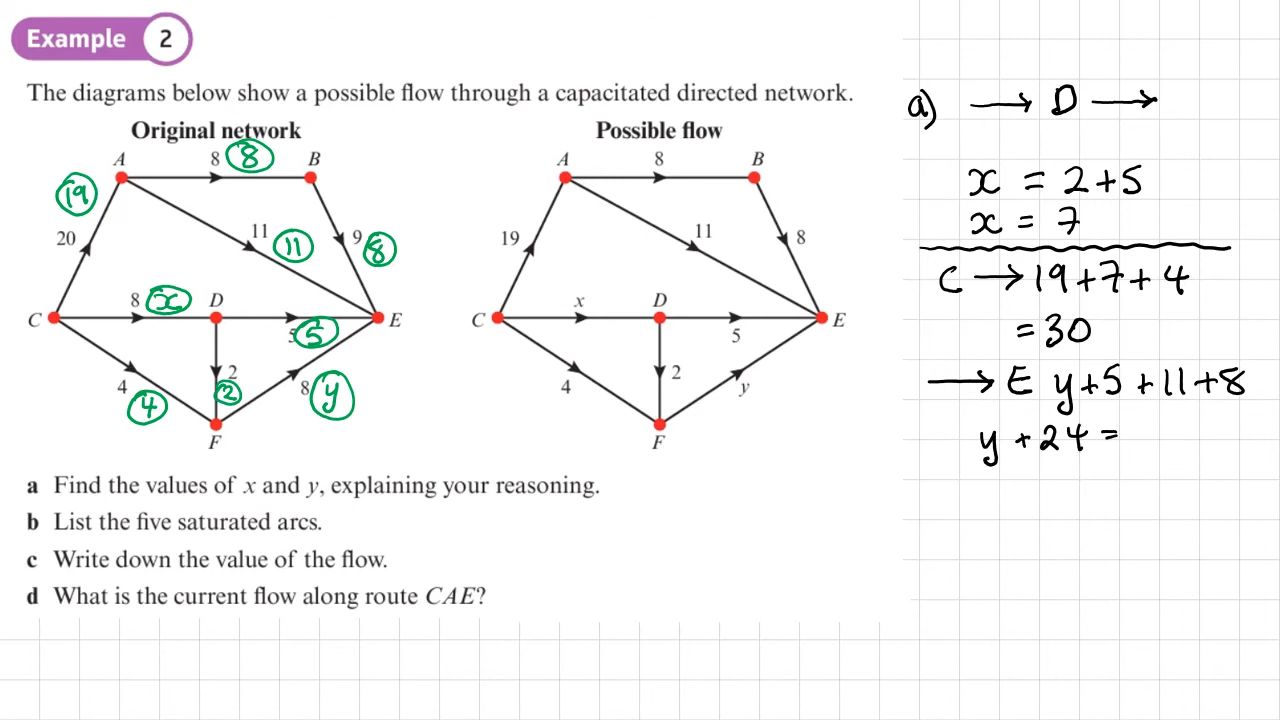 Example 2
The diagrams below show a possible flow through a capacitated directed network.
Original network
A 8 8 B
19
20
11 11
9 8
C 8 x D
5 5 E
4 4
2 2
8 y
F
Possible flow
A 8 B
19
11
8
C x D
5 E
4
2
y
F
a Find the values of x and y, explaining your reasoning.
b List the five saturated arcs.
c Write down the value of the flow.
d What is the current flow along route CAE?
a) → D →
x = 2+5
x = 7
C → 19+7+4
= 30
→ E y+5+11+8
y + 24 =